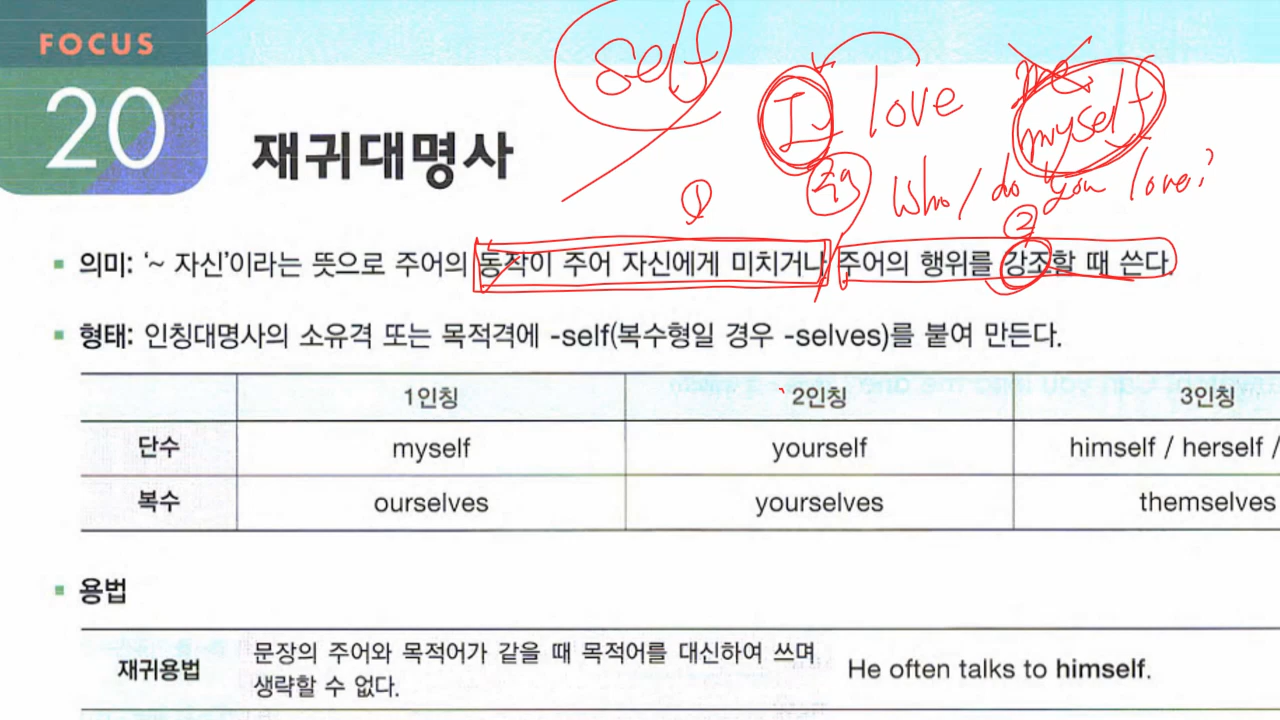 FOCUS
20
재귀대명사
self
I love me
myself
주어
Who / do you love?
①
②
의미: '~ 자신'이라는 뜻으로 주어의 동작이 주어 자신에게 미치거나 주어의 행위를 강조할 때 쓴다.
형태: 인칭대명사의 소유격 또는 목적격에 -self(복수형일 경우 -selves)를 붙여 만든다.
1인칭 2인칭 3인칭
단수 myself yourself himself / herself /
복수 ourselves yourselves themselves
용법
재귀용법 문장의 주어와 목적어가 같을 때 목적어를 대신하여 쓰며, He often talks to himself.
생략할 수 없다.